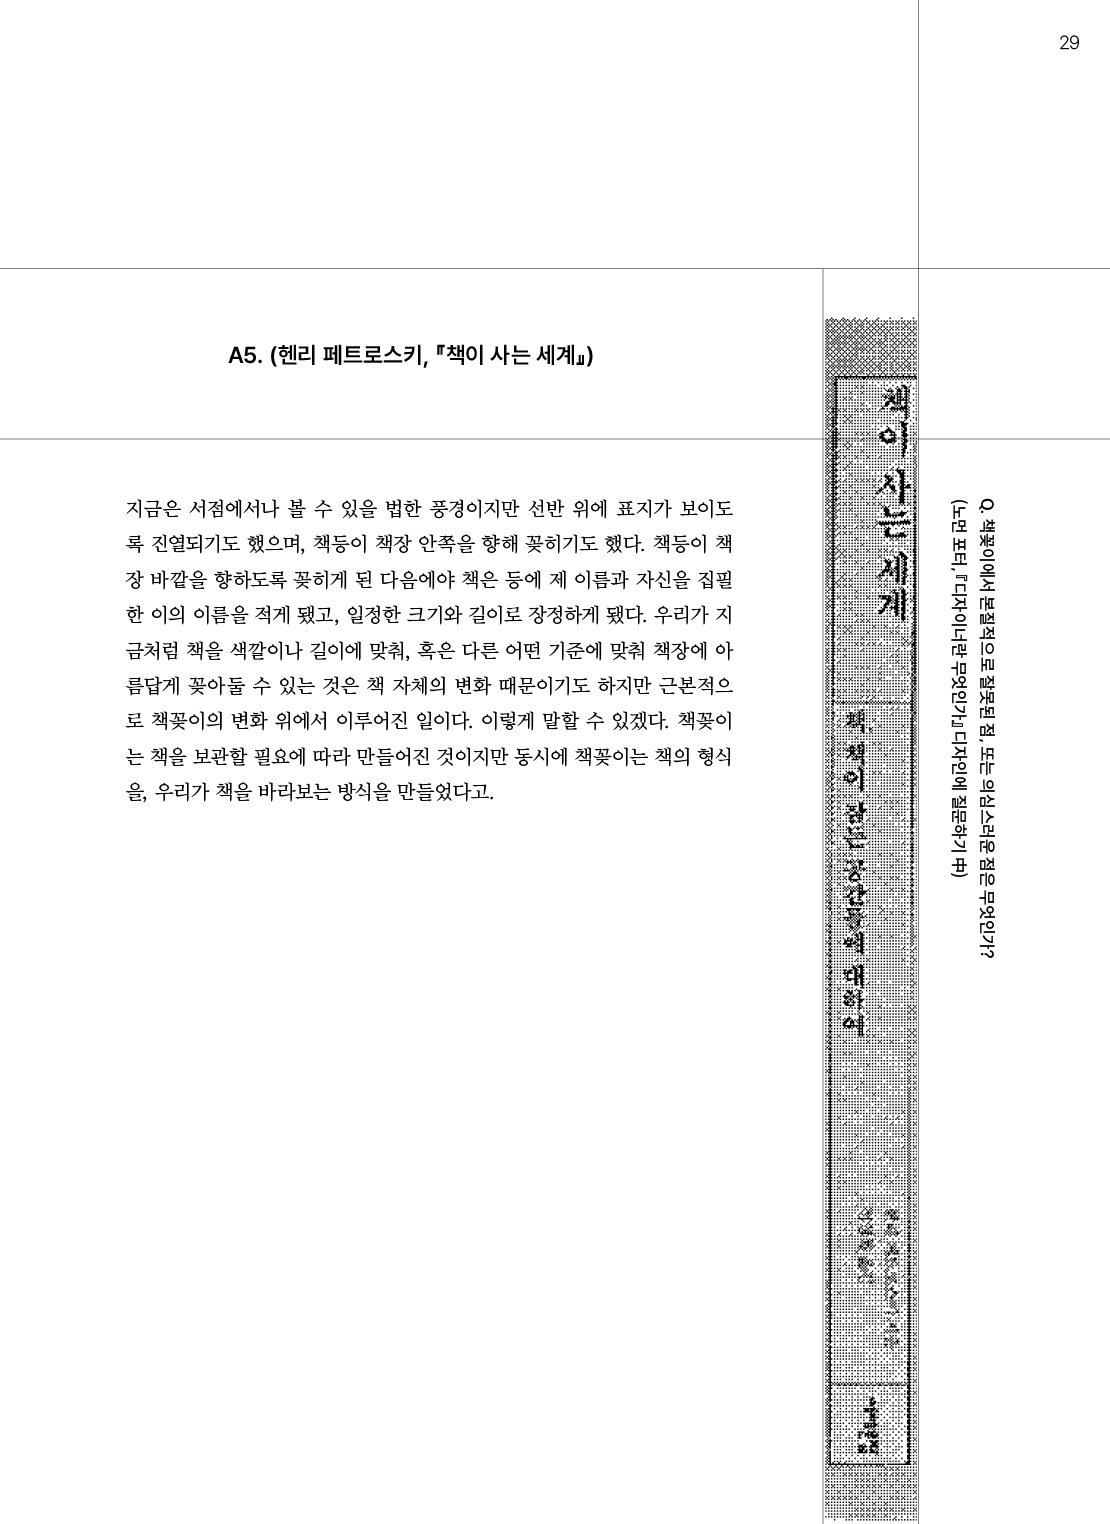 29
A5. (헨리 페트로스키, 『책이 사는 세계』)
지금은 서점에서나 볼 수 있을 법한 풍경이지만 선반 위에 표지가 보이도
록 진열되기도 했으며, 책등이 책장 안쪽을 향해 꽂히기도 했다. 책등이 책
장 바깥을 향하도록 꽂히게 된 다음에야 책은 등에 제 이름과 자신을 집필
한 이의 이름을 적게 됐고, 일정한 크기와 길이로 장정하게 됐다. 우리가 지
금처럼 책을 색깔이나 길이에 맞춰, 혹은 다른 어떤 기준에 맞춰 책장에 아
름답게 꽂아둘 수 있는 것은 책 자체의 변화 때문이기도 하지만 근본적으
로 책꽂이의 변화 위에서 이루어진 일이다. 이렇게 말할 수 있겠다. 책꽂이
는 책을 보관할 필요에 따라 만들어진 것이지만 동시에 책꽂이는 책의 형식
을, 우리가 책을 바라보는 방식을 만들었다고.
책이 사는 세계
Q. 책꽂이에서 본질적으로 잘못된 점, 또는 의심스러운 점은 무엇인가?
(노먼 포터, 『디자이너란 무엇인가』 디자인에 질문하기 中)